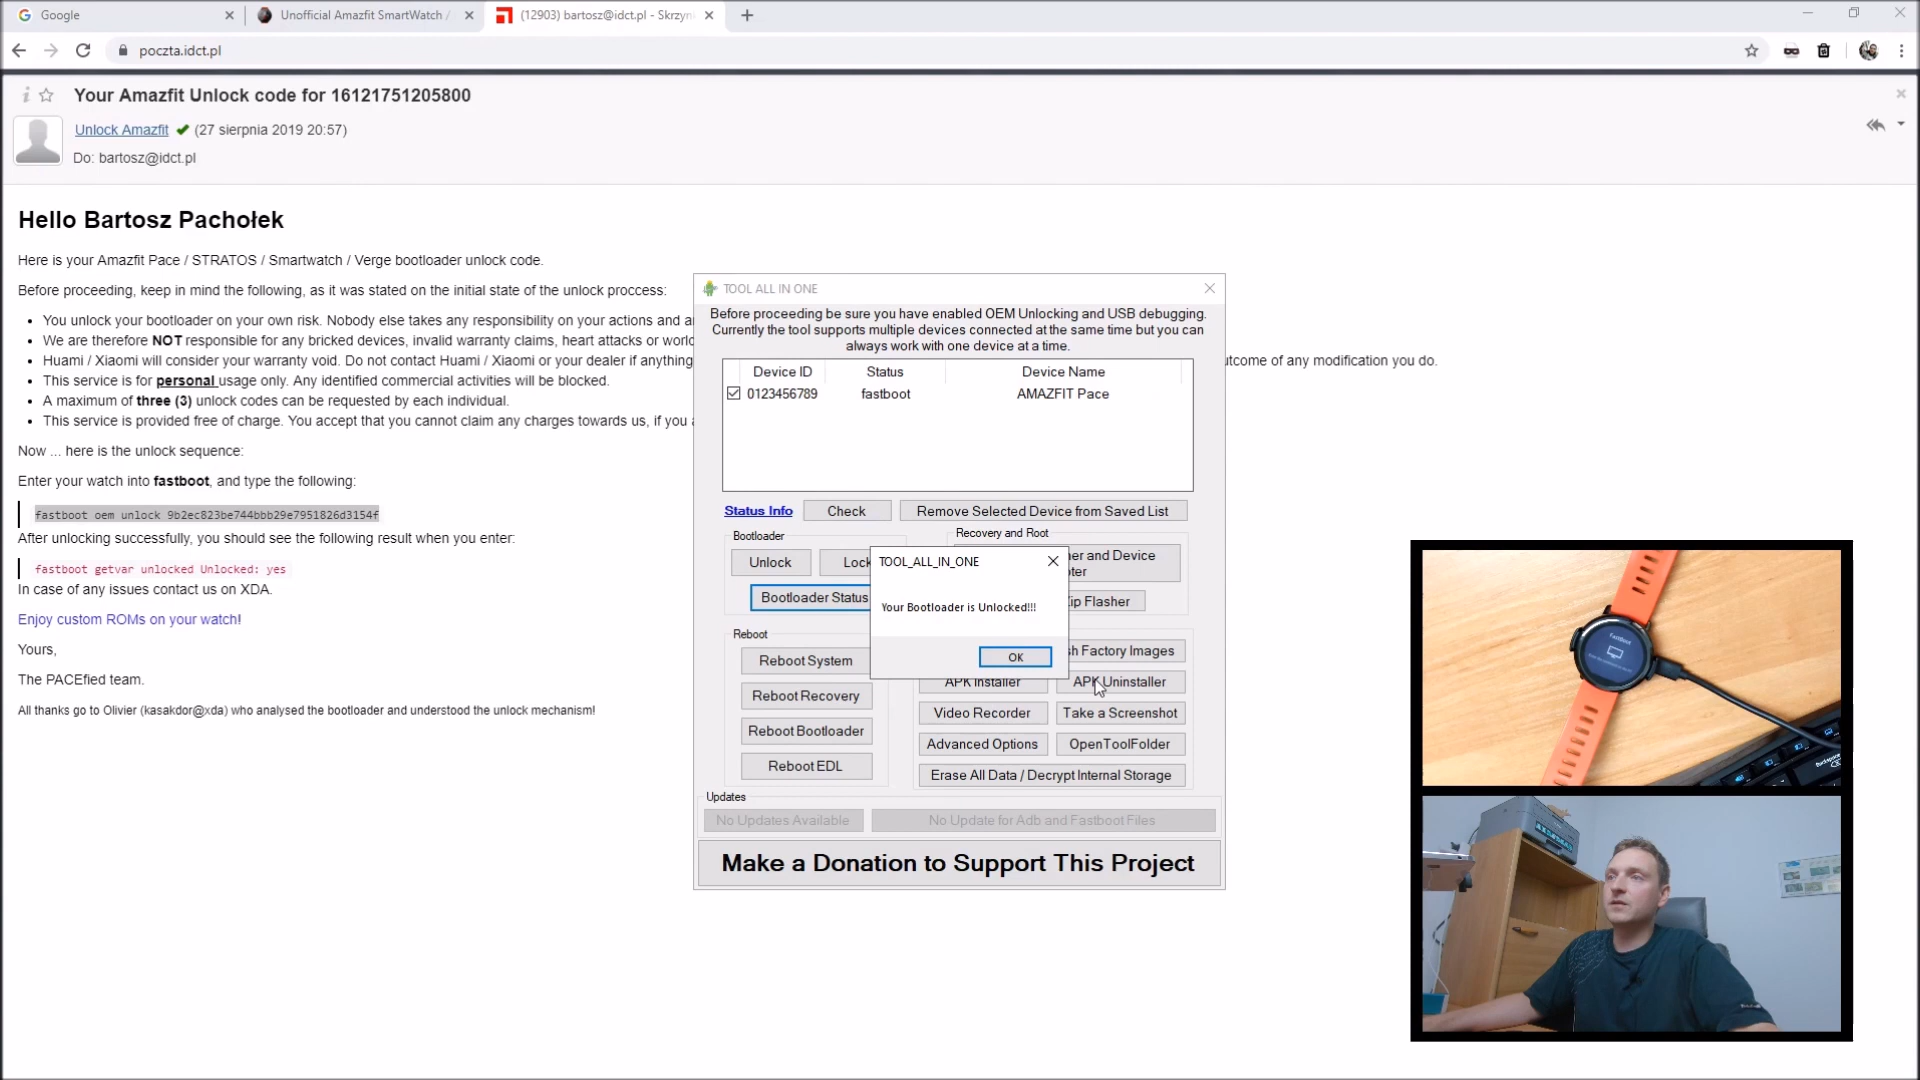 Google
Unofficial Amazfit SmartWatch /
(12903) bartosz@idct.pl - Skrzyn
poczta.idct.pl
Your Amazfit Unlock code for 16121751205800
Unlock Amazfit (27 sierpnia 2019 20:57)
Do: bartosz@idct.pl
Hello Bartosz Pachołek
Here is your Amazfit Pace / STRATOS / Smartwatch / Verge bootloader unlock code.
Before proceeding, keep in mind the following, as it was stated on the initial state of the unlock proccess:
You unlock your bootloader on your own risk. Nobody else takes any responsibility on your actions and a
We are therefore NOT responsible for any bricked devices, invalid warranty claims, heart attacks or worl
Huami / Xiaomi will consider your warranty void. Do not contact Huami / Xiaomi or your dealer if anything utcome of any modification you do.
This service is for personal usage only. Any identified commercial activities will be blocked.
A maximum of three (3) unlock codes can be requested by each individual.
This service is provided free of charge. You accept that you cannot claim any charges towards us, if you a
Now ... here is the unlock sequence:
Enter your watch into fastboot, and type the following:
fastboot oem unlock 9b2ec823be744bbb29e7951826d3154f
After unlocking successfully, you should see the following result when you enter:
fastboot getvar unlocked Unlocked: yes
In case of any issues contact us on XDA.
Enjoy custom ROMs on your watch!
Yours,
The PACEfied team.
All thanks go to Olivier (kasakdor@xda) who analysed the bootloader and understood the unlock mechanism!
TOOL ALL IN ONE
Before proceeding be sure you have enabled OEM Unlocking and USB debugging.
Currently the tool supports multiple devices connected at the same time but you can
always work with one device at a time.
Device ID Status Device Name
0123456789 fastboot AMAZFIT Pace
Status Info Check Remove Selected Device from Saved List
Bootloader
Unlock Lock
Bootloader Status
Recovery and Root
her and Device
oter
Zip Flasher
TOOL_ALL_IN_ONE
Your Bootloader is Unlocked!!!
OK
Reboot
Reboot System
Reboot Recovery
Reboot Bootloader
Reboot EDL
sh Factory Images
APK Installer APK Uninstaller
Video Recorder Take a Screenshot
Advanced Options OpenToolFolder
Erase All Data / Decrypt Internal Storage
Updates
No Updates Available No Update for Adb and Fastboot Files
Make a Donation to Support This Project
Fastboot
Backspace